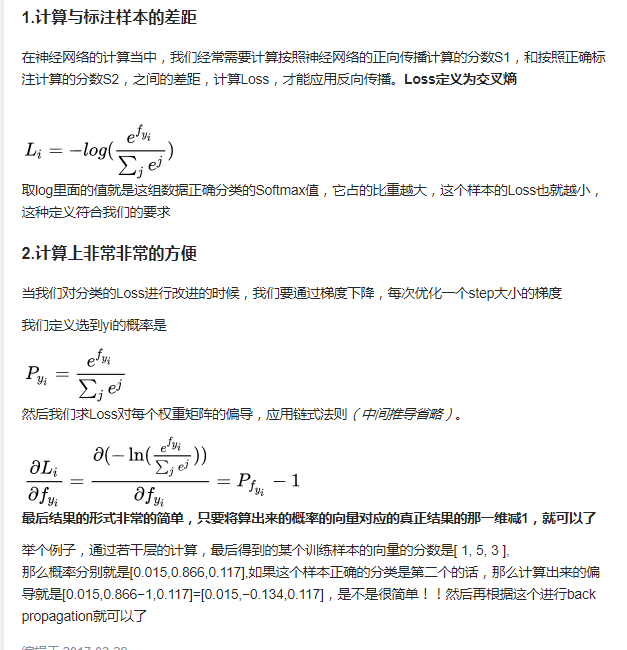 1.计算与标注样本的差距
在神经网络的计算当中，我们经常需要计算按照神经网络的正向传播计算的分数S1，和按照正确标
注计算的分数S2，之间的差距，计算Loss，才能应用反向传播。Loss定义为交叉熵
L_i = -log(\frac{e^{f_{y_i}}}{\sum_j e^j})
取log里面的值就是这组数据正确分类的Softmax值，它占的比重越大，这个样本的Loss也就越小，
这种定义符合我们的要求
2.计算上非常非常的方便
当我们对分类的Loss进行改进的时候，我们要通过梯度下降，每次优化一个step大小的梯度
我们定义选到yi的概率是
P_{y_i} = \frac{e^{f_{y_i}}}{\sum_j e^j}
然后我们求Loss对每个权重矩阵的偏导，应用链式法则（中间推导省略）。
\frac{\partial L_i}{\partial f_{y_i}} = \frac{\partial(-\ln(\frac{e^{f_{y_i}}}{\sum_j e^j}))}{\partial f_{y_i}} = P_{f_{y_i}} - 1
最后结果的形式非常的简单，只要将算出来的概率的向量对应的真正结果的那一维减1，就可以了
举个例子，通过若干层的计算，最后得到的某个训练样本的向量的分数是[ 1, 5, 3 ],
那么概率分别就是[0.015,0.866,0.117],如果这个样本正确的分类是第二个的话，那么计算出来的偏
导就是[0.015,0.866−1,0.117]=[0.015,−0.134,0.117]，是不是很简单！！然后再根据这个进行back
propagation就可以了